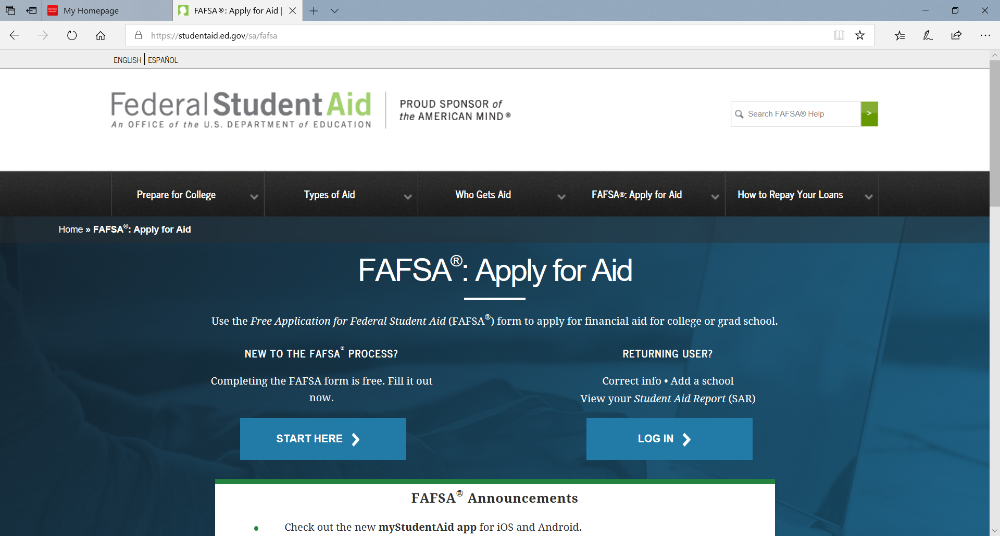 My Homepage
FAFSA®: Apply for Aid |
https://studentaid.ed.gov/sa/fafsa
ENGLISH | ESPAÑOL
Federal Student Aid
An OFFICE of the U.S. DEPARTMENT of EDUCATION
PROUD SPONSOR of
the AMERICAN MIND®
Search FAFSA® Help
>
Prepare for College
Types of Aid
Who Gets Aid
FAFSA®: Apply for Aid
How to Repay Your Loans
Home » FAFSA®: Apply for Aid
FAFSA®: Apply for Aid
Use the Free Application for Federal Student Aid (FAFSA®) form to apply for financial aid for college or grad school.
NEW TO THE FAFSA® PROCESS?
Completing the FAFSA form is free. Fill it out
now.
START HERE
RETURNING USER?
Correct info • Add a school
View your Student Aid Report (SAR)
LOG IN
FAFSA® Announcements
• Check out the new myStudentAid app for iOS and Android.